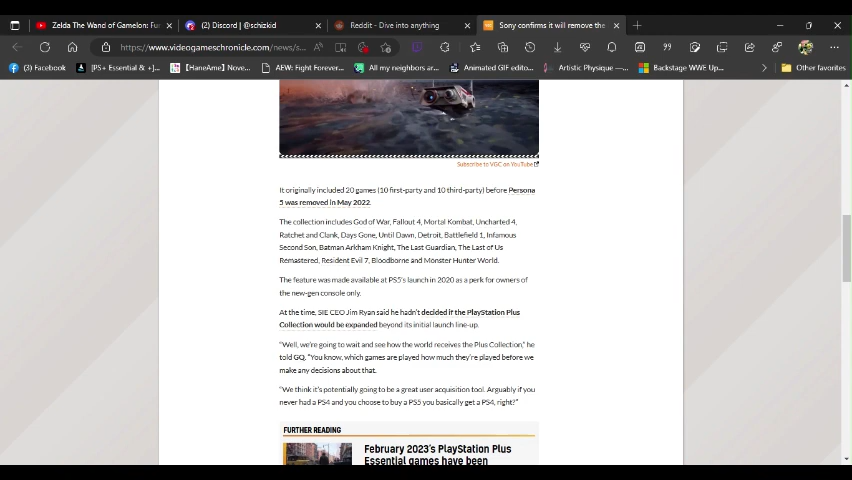 Zelda The Wand of Gamelon: Fu
(2) Discord | @schizkid
Reddit - Dive into anything
Sony confirms it will remove the
https://www.videogameschronicle.com/news/s...
(3) Facebook
[PS+ Essential &+]...
【HaneAme】Nove...
AEW: Fight Forever...
All my neighbors ar...
Animated GIF edito...
Artistic Physique —...
Backstage WWE Up...
Other favorites
Subscribe to VGC on YouTube
It originally included 20 games (10 first-party and 10 third-party) before Persona
5 was removed in May 2022.
The collection includes God of War, Fallout 4, Mortal Kombat, Uncharted 4,
Ratchet and Clank, Days Gone, Until Dawn, Detroit, Battlefield 1, Infamous
Second Son, Batman Arkham Knight, The Last Guardian, The Last of Us
Remastered, Resident Evil 7, Bloodborne and Monster Hunter World.
The feature was made available at PS5's launch in 2020 as a perk for owners of
the new-gen console only.
At the time, SIE CEO Jim Ryan said he hadn't decided if the PlayStation Plus
Collection would be expanded beyond its initial launch line-up.
"Well, we're going to wait and see how the world receives the Plus Collection," he
told GQ. "You know, which games are played how much they're played before we
make any decisions about that.
"We think it's potentially going to be a great user acquisition tool. Arguably if you
never had a PS4 and you choose to buy a PS5 you basically get a PS4, right?"
FURTHER READING
February 2023's PlayStation Plus
Essential games have been